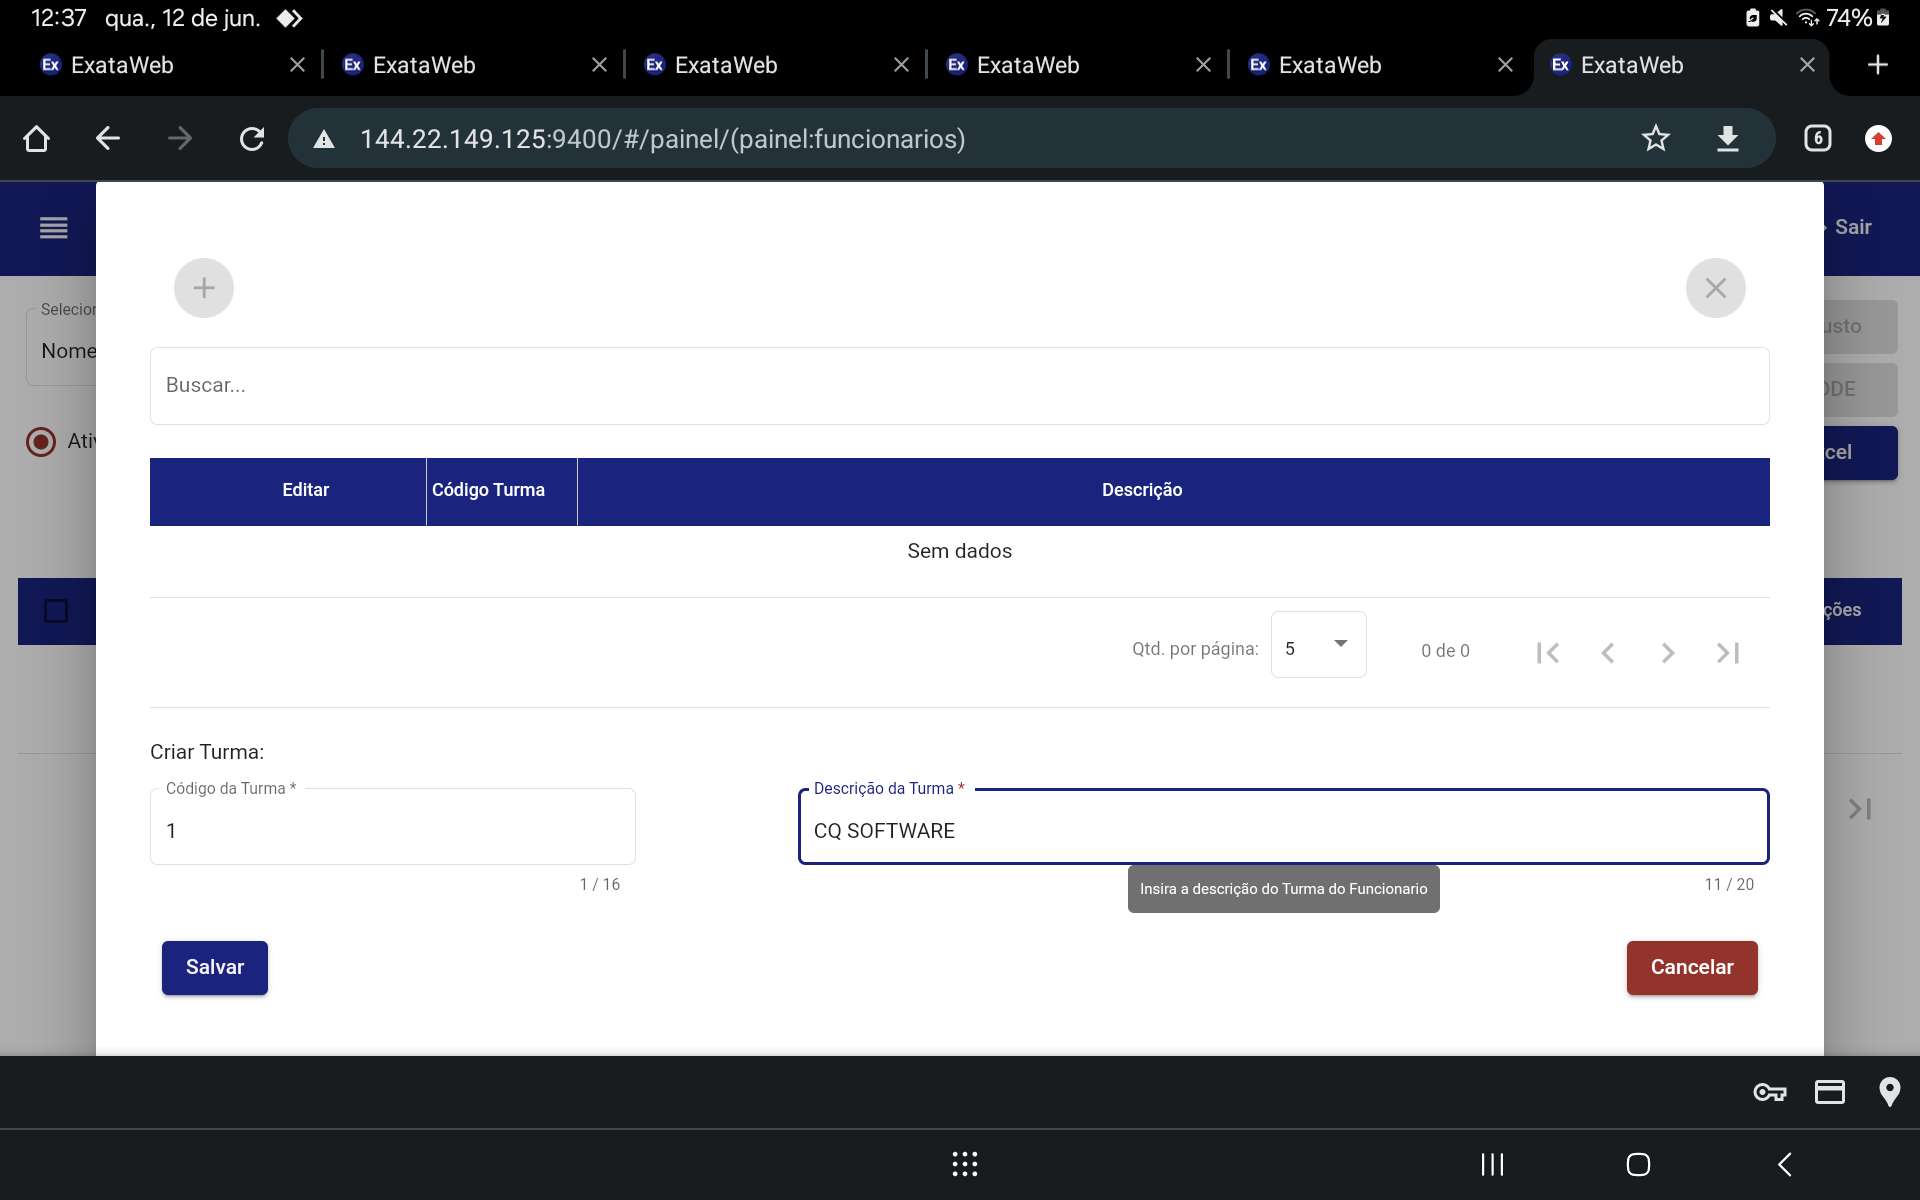 12:37 qua., 12 de jun. 74%
Ex ExataWeb Ex ExataWeb Ex ExataWeb Ex ExataWeb Ex ExataWeb Ex ExataWeb
144.22.149.125:9400/#/painel/(painel:funcionarios) 6
Sair
Selecior
Nome
usto
Buscar...
ODE
Ativ
cel
Editar Código Turma Descrição
Sem dados
ções
Qtd. por página: 5 0 de 0
Criar Turma:
Código da Turma * Descrição da Turma *
1 CQ SOFTWARE
1 / 16 11 / 20
Insira a descrição do Turma do Funcionario
Salvar Cancelar